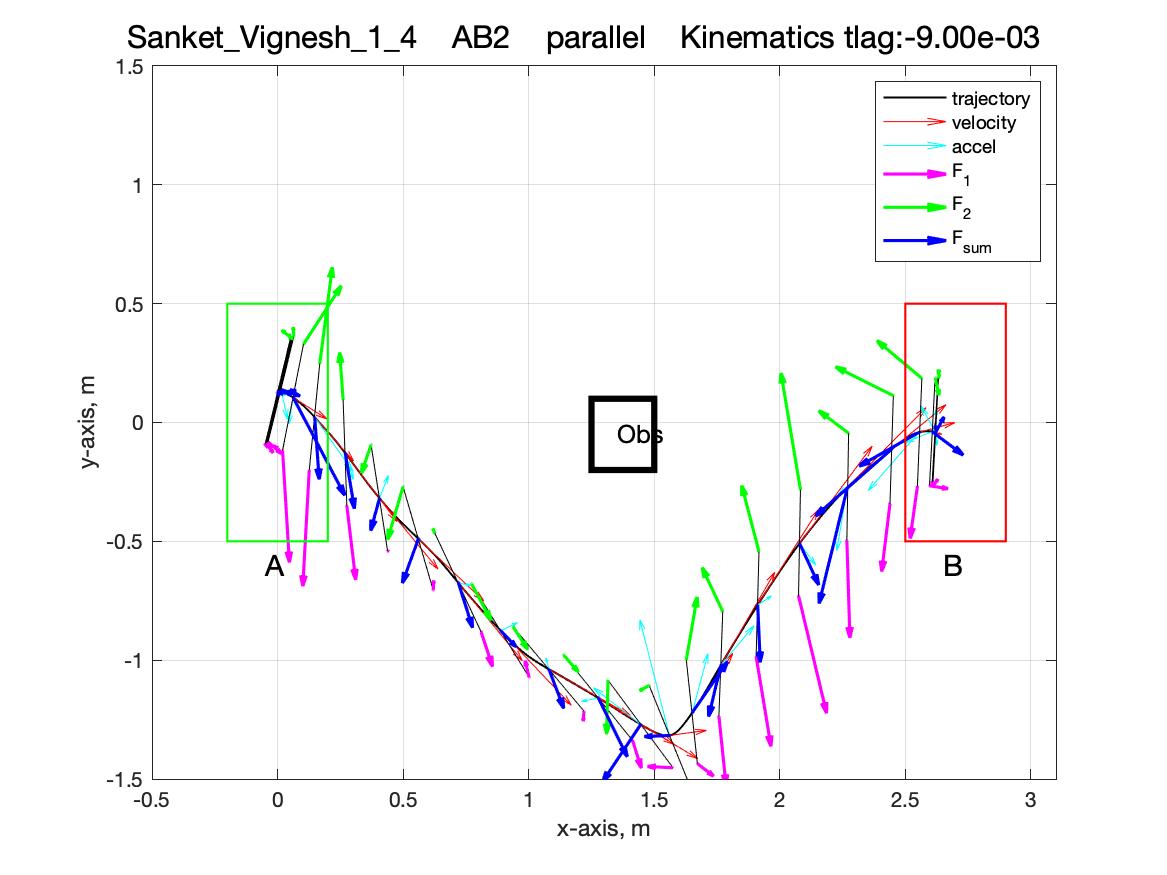 Sanket_Vignesh_1_4 AB2 parallel Kinematics tlag:-9.00e-03
1.5
1
0.5
0
-0.5
-1
-1.5
y-axis, m
trajectory
velocity
accel
F1
F2
Fsum
Obs
A
B
-0.5 0 0.5 1 1.5 2 2.5 3
x-axis, m